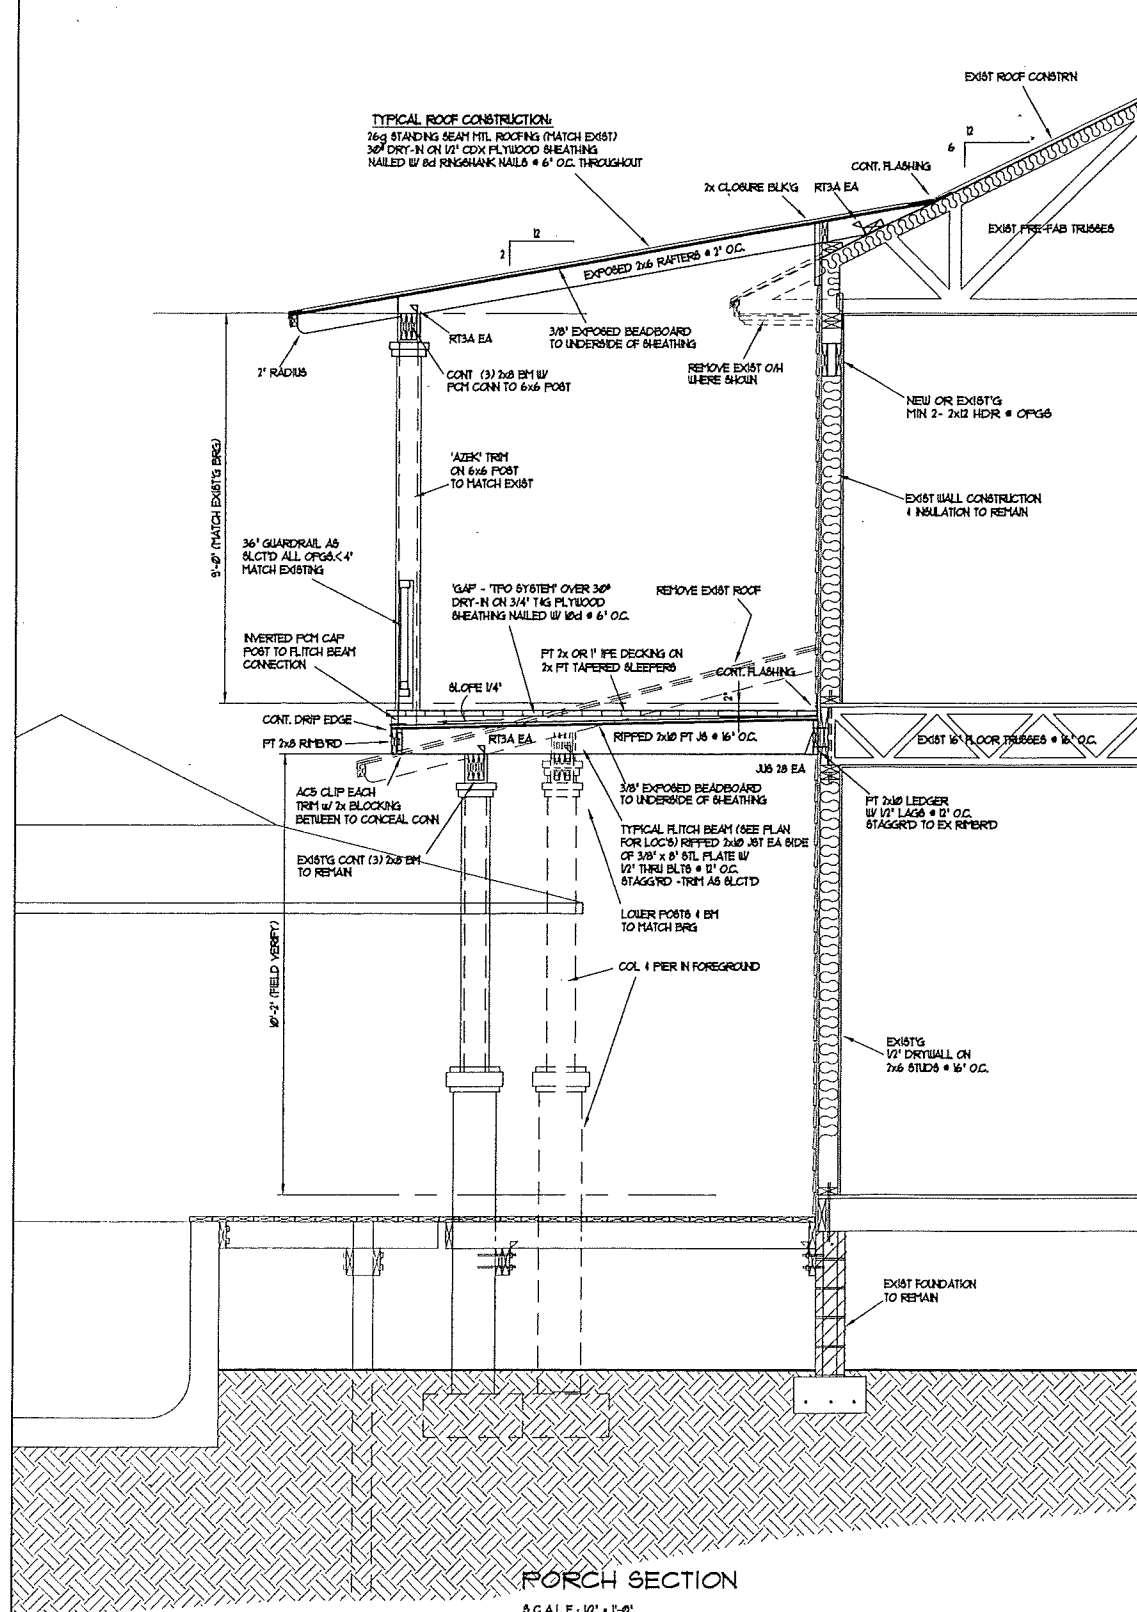 EXIST ROOF CONSTR'N
TYPICAL ROOF CONSTRUCTION:
26g STANDING SEAM MTL ROOFING (MATCH EXIST)
30# DRY-IN ON 1/2" CDX PLYWOOD SHEATHING
NAILED W/ 8d RINGSHANK NAILS @ 6" O.C. THROUGHOUT
12
6
CONT. FLASHING
2x CLOSURE BLK'G
RT3A EA
EXIST PRE-FAB TRUSSES
12
2
EXPOSED 2x6 RAFTERS @ 2' O.C.
RT3A EA
3/8" EXPOSED BEADBOARD
TO UNDERSIDE OF SHEATHING
2" RADIUS
CONT (3) 2x8 BM W/
PCM CONN TO 6x6 POST
REMOVE EXIST O/H
WHERE SHOWN
NEW OR EXIST'G
MIN 2- 2x12 HDR @ OPGS
9'-0" (MATCH EXIST'G BRG)
'AZEK' TRIM
ON 6x6 POST
TO MATCH EXIST
EXIST WALL CONSTRUCTION
& INSULATION TO REMAIN
36" GUARDRAIL AS
SLCT'D ALL OPGS < 4"
MATCH EXISTING
'GAF - 'TPO SYSTEM' OVER 30#
DRY-IN ON 3/4" T&G PLYWOOD
SHEATHING NAILED W/ 10d @ 6" O.C.
REMOVE EXIST ROOF
INVERTED PCM CAP
POST TO FLITCH BEAM
CONNECTION
PT 2x OR 1" IPE DECKING ON
2x PT TAPERED SLEEPERS
CONT. FLASHING
SLOPE 1/4"
2"
CONT. DRIP EDGE
PT 2x8 RIMB'RD
RT3A EA
RIPPED 2x10 PT JS @ 16" O.C.
EXIST 16" FLOOR TRUSSES @ 16" O.C.
JUS 28 EA
AC5 CLIP EACH
TRIM w/ 2x BLOCKING
BETWEEN TO CONCEAL CONN
3/8" EXPOSED BEADBOARD
TO UNDERSIDE OF SHEATHING
PT 2x10 LEDGER
W/ 1/2" LAGS @ 12" O.C.
STAGG'RD TO EX RIMB'RD
TYPICAL FLITCH BEAM (SEE PLAN
FOR LOC'S) RIPPED 2x10 JST EA SIDE
OF 3/8" x 8" STL PLATE W/
1/2" THRU BLTS @ 12" O.C.
STAGG'RD -TRIM AS SLCT'D
EXIST'G CONT (3) 2x8 BM
TO REMAIN
LOWER POSTS & BM
TO MATCH BRG
10'-2" (FIELD VERIFY)
COL & PIER IN FOREGROUND
EXIST'G
1/2" DRYWALL ON
2x6 STUDS @ 16" O.C.
EXIST FOUNDATION
TO REMAIN
PORCH SECTION
SCALE: 1/2" = 1'-0"